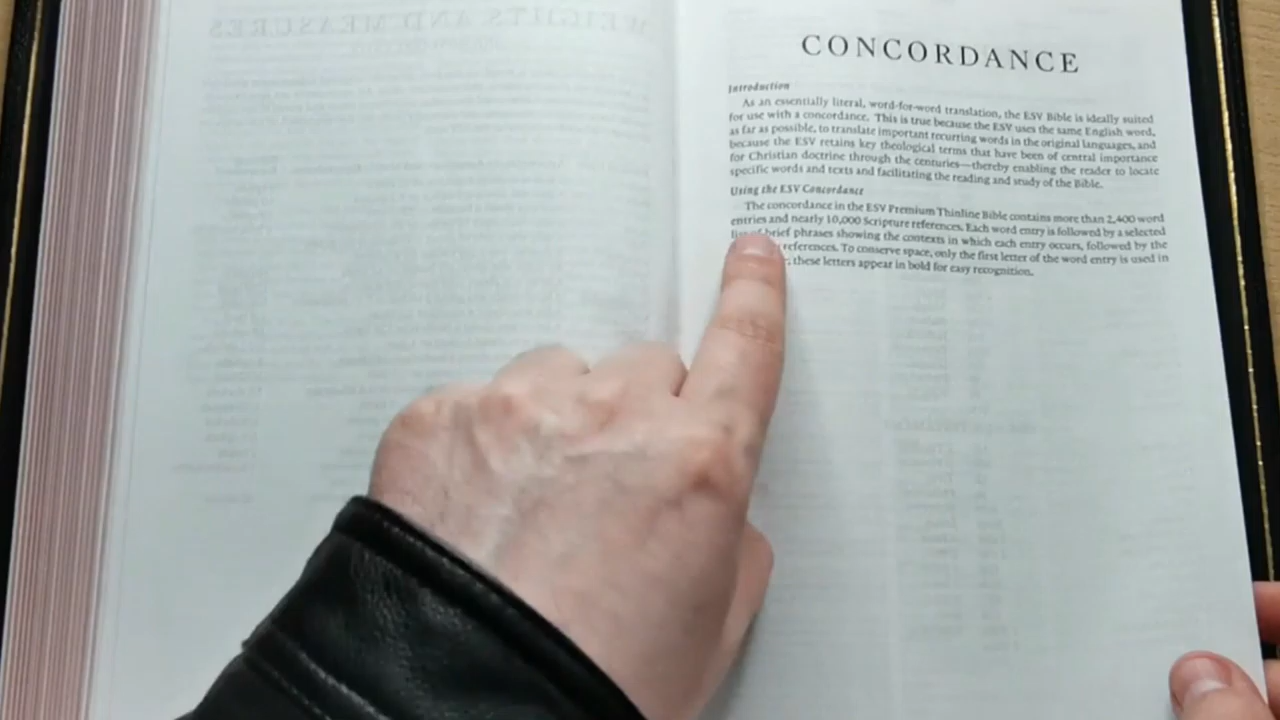 CONCORDANCE
Introduction
As an essentially literal, word-for-word translation, the ESV Bible is ideally suited
for use with a concordance. This is true because the ESV uses the same English word,
as far as possible, to translate important recurring words in the original languages, and
because the ESV retains key theological terms that have been of central importance
for Christian doctrine through the centuries—thereby enabling the reader to locate
specific words and texts and facilitating the reading and study of the Bible.
Using the ESV Concordance
The concordance in the ESV Premium Thinline Bible contains more than 2,400 word
entries and nearly 10,000 Scripture references. Each word entry is followed by a selected
list of brief phrases showing the contexts in which each entry occurs, followed by the
references. To conserve space, only the first letter of the word entry is used in
these letters appear in bold for easy recognition.
WEIGHTS AND MEASURES